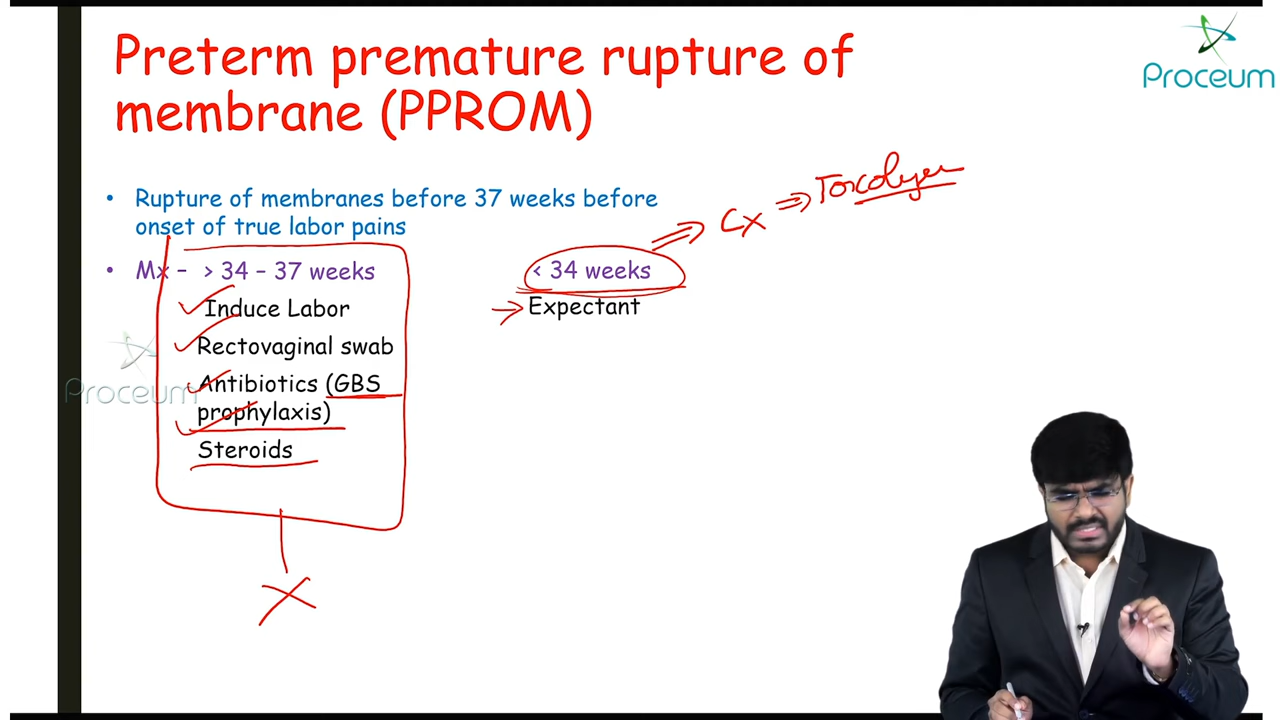 Proceum
Preterm premature rupture of
membrane (PPROM)
• Rupture of membranes before 37 weeks before
onset of true labor pains
• Mx – > 34 – 37 weeks
Induce Labor
Rectovaginal swab
Antibiotics (GBS
prophylaxis)
Steroids
< 34 weeks
→ Expectant
⇒ Cx ⇒
X
Proceum